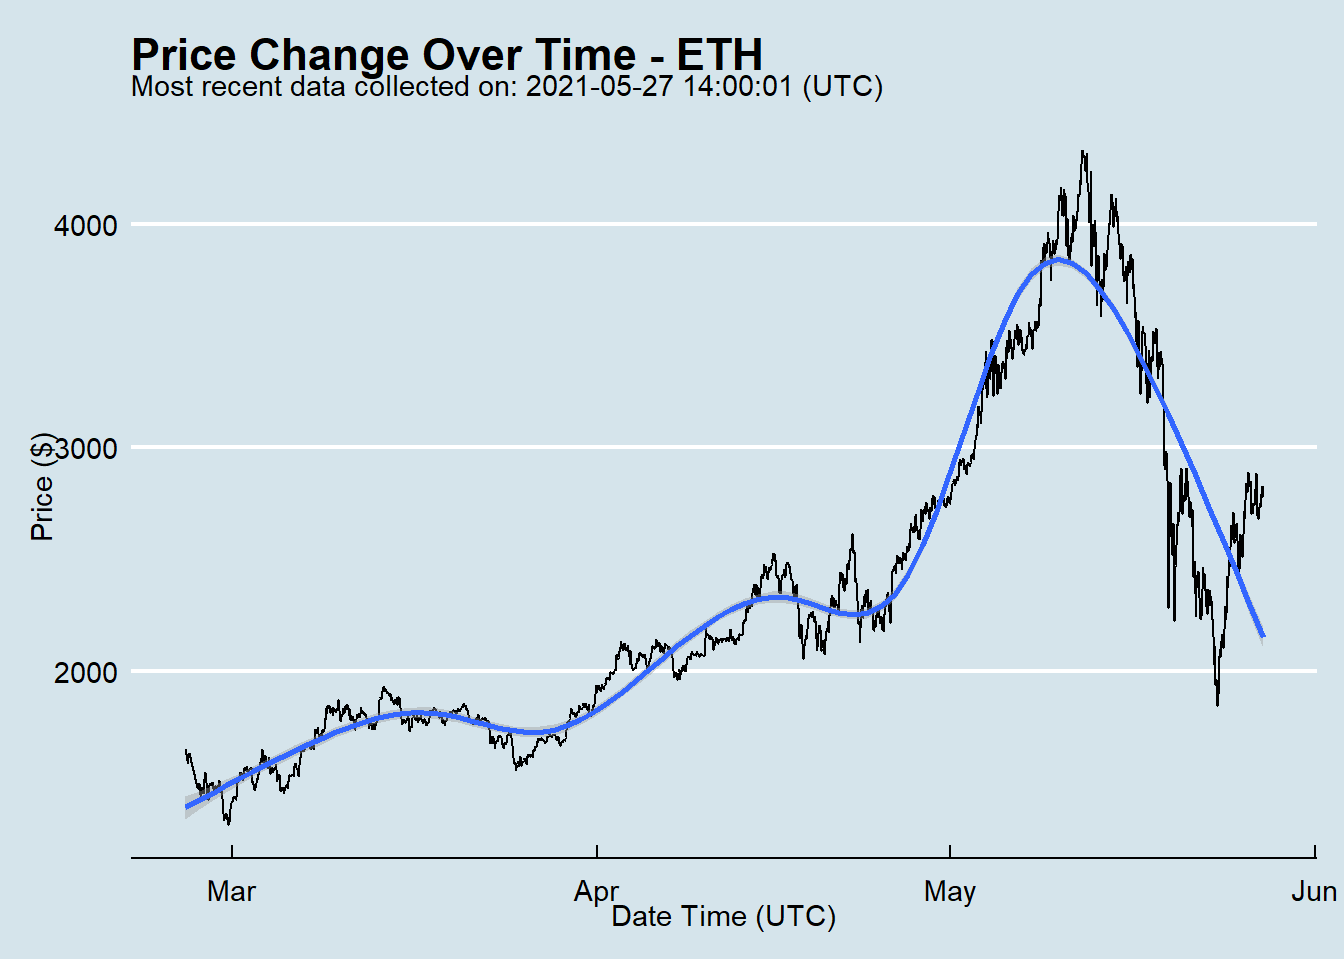 Price Change Over Time - ETH
Most recent data collected on: 2021-05-27 14:00:01 (UTC)
Price ($)
4000
3000
2000
Mar
Apr
May
Jun
Date Time (UTC)